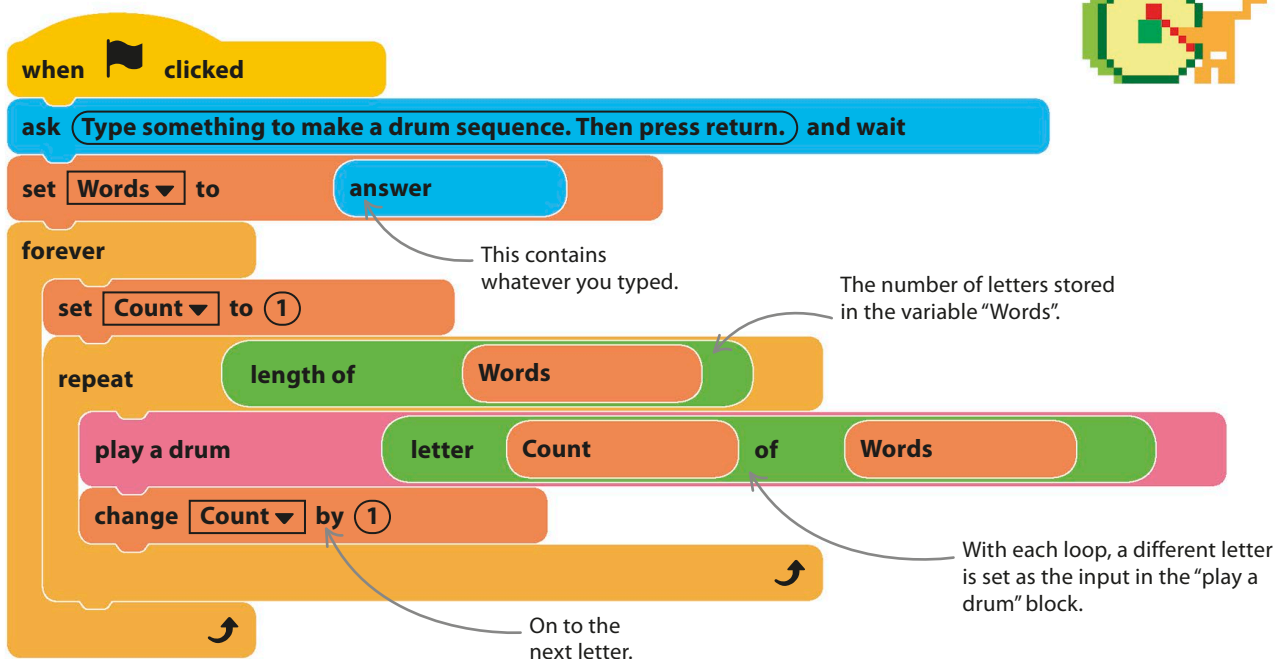 when clicked
ask Type something to make a drum sequence. Then press return. and wait
set Words to answer
This contains
whatever you typed.
forever
set Count to 1
The number of letters stored
in the variable “Words”.
repeat length of Words
play a drum letter Count of Words
change Count by 1
With each loop, a different letter
is set as the input in the “play a
drum” block.
On to the
next letter.